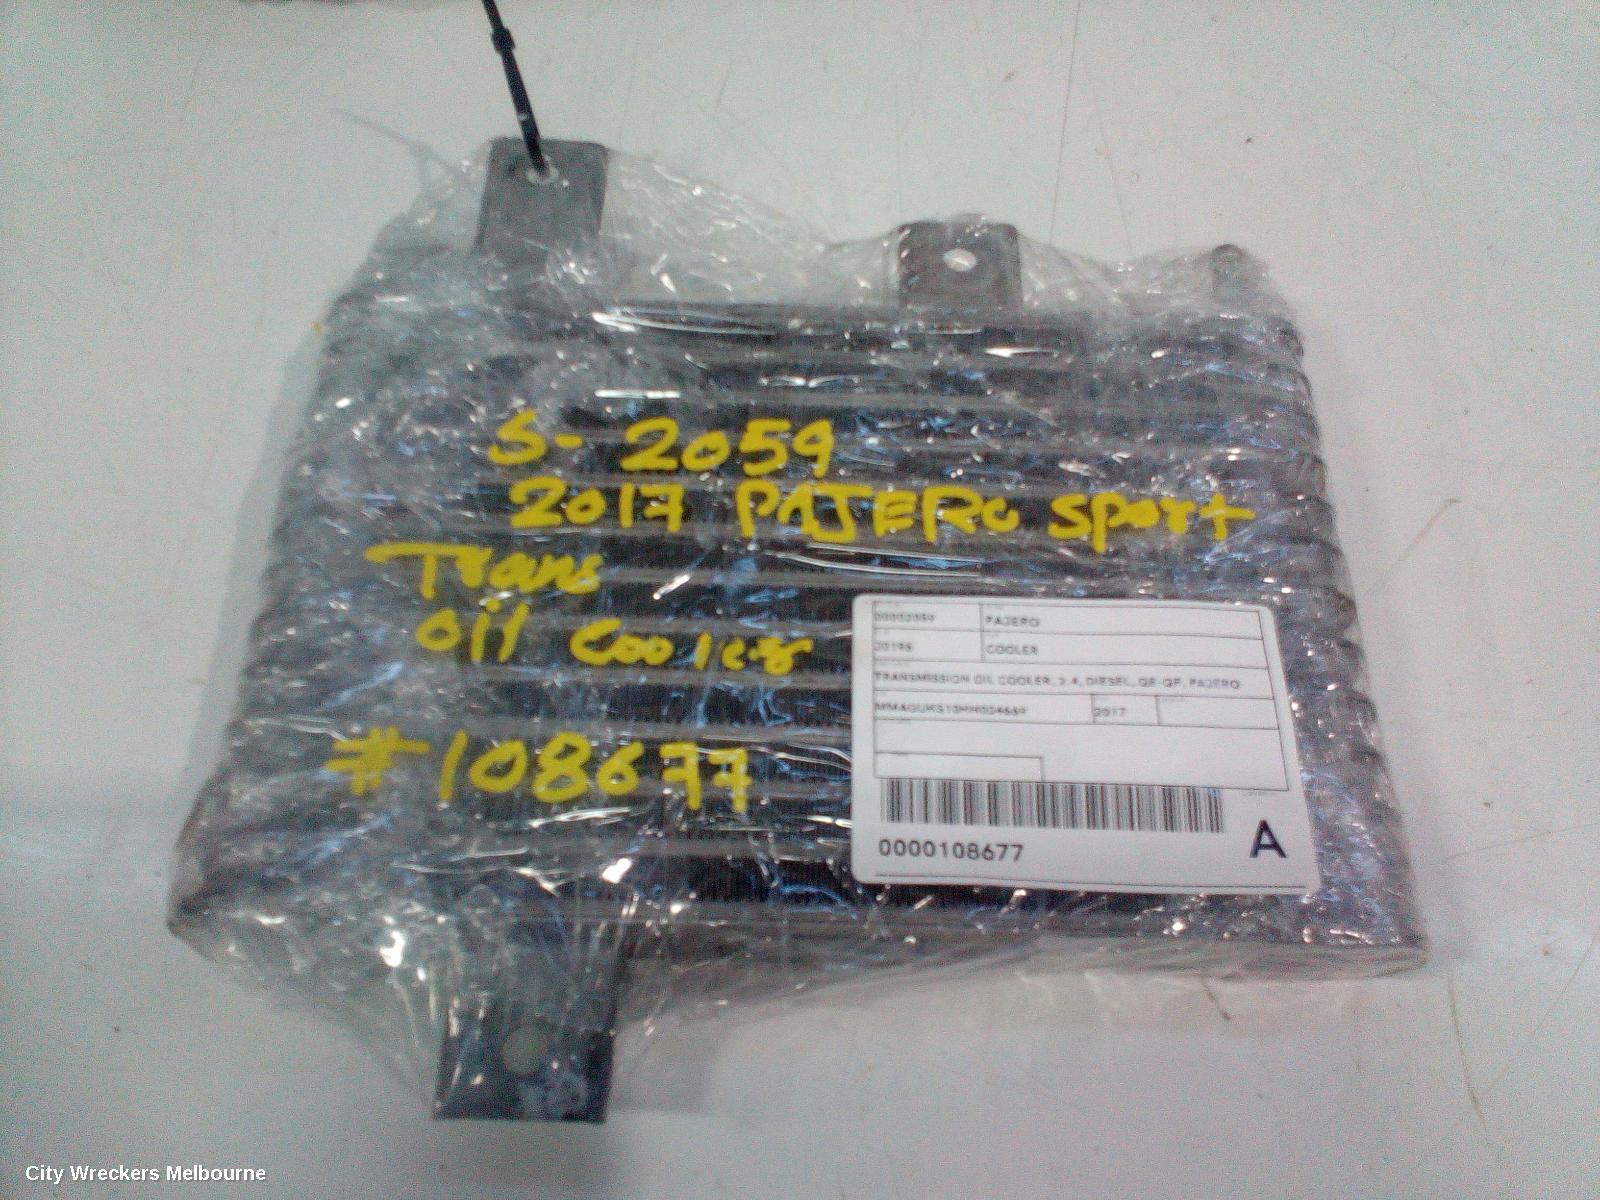 S- 2059
2017 PAJERO Sport
Trans
oil Cooler
#108677
00002059
PAJERO
COOLER
TRANSMISSION OIL COOLER, 2.4, DIESEL, QE-QF, PAJERO
2017
0000108677
A
City Wreckers Melbourne